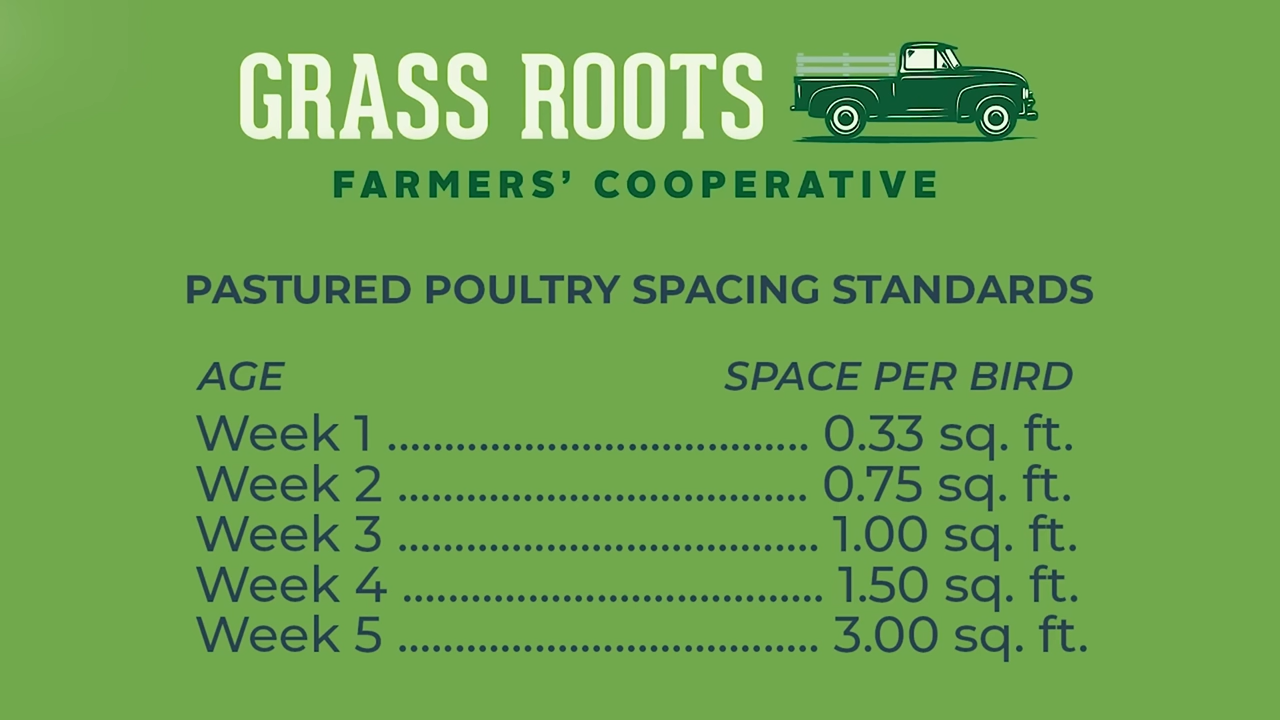 GRASS ROOTS
FARMERS’ COOPERATIVE
PASTURED POULTRY SPACING STANDARDS
AGE SPACE PER BIRD
Week 1 .................................... 0.33 sq. ft.
Week 2 ................................... 0.75 sq. ft.
Week 3 .................................... 1.00 sq. ft.
Week 4 .................................... 1.50 sq. ft.
Week 5 .................................... 3.00 sq. ft.